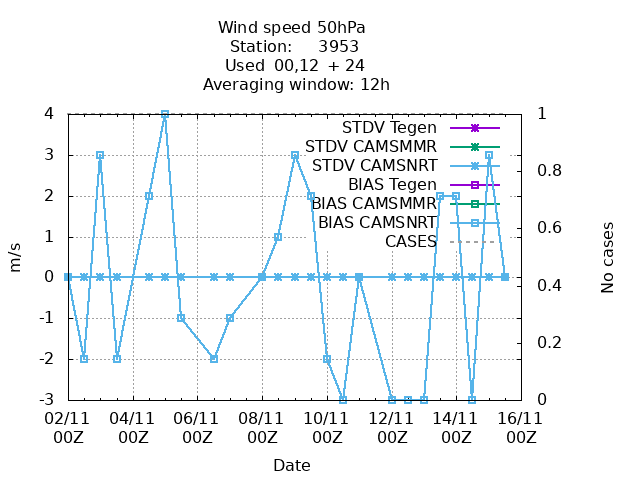 Wind speed 50hPa
Station: 3953
Used 00,12 + 24
Averaging window: 12h
4
3
2
1
0
-1
-2
-3
m/s
1
0.8
0.6
0.4
0.2
0
No cases
STDV Tegen
STDV CAMSMMR
STDV CAMSNRT
BIAS Tegen
BIAS CAMSMMR
BIAS CAMSNRT
CASES
02/11 04/11 06/11 08/11 10/11 12/11 14/11 16/11
00Z 00Z 00Z 00Z 00Z 00Z 00Z 00Z
Date